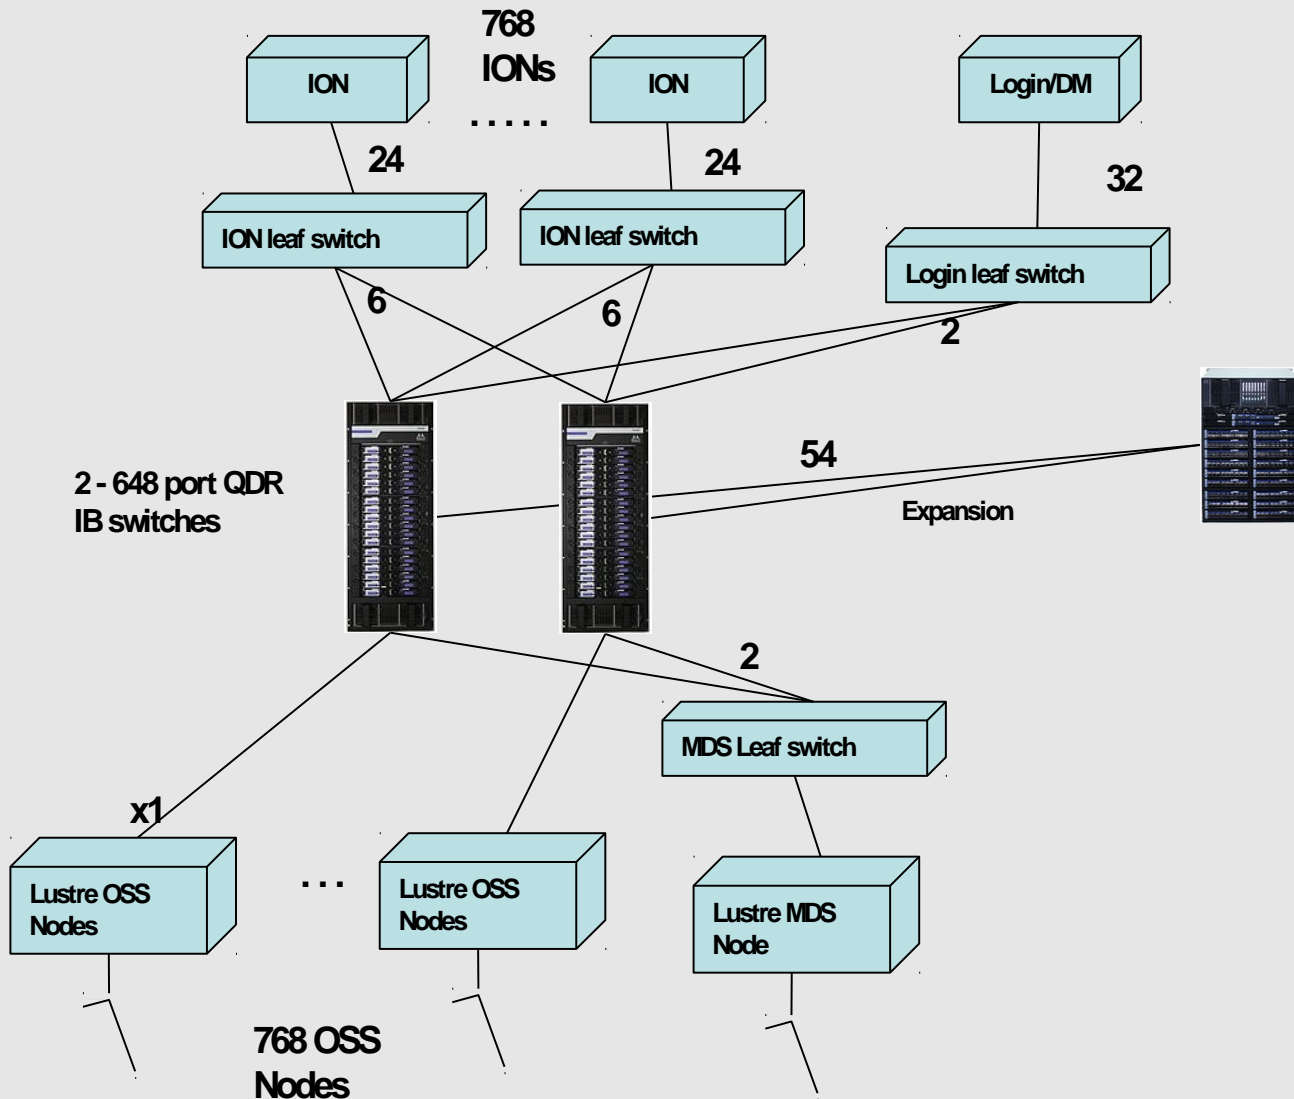 768
IONs
ION
. . . . .
ION
Login/DM
24
24
32
ION leaf switch
ION leaf switch
Login leaf switch
6
6
2
2 - 648 port QDR
IB switches
54
Expansion
2
MDS Leaf switch
x1
Lustre OSS
Nodes
. . .
Lustre OSS
Nodes
Lustre MDS
Node
768 OSS
Nodes